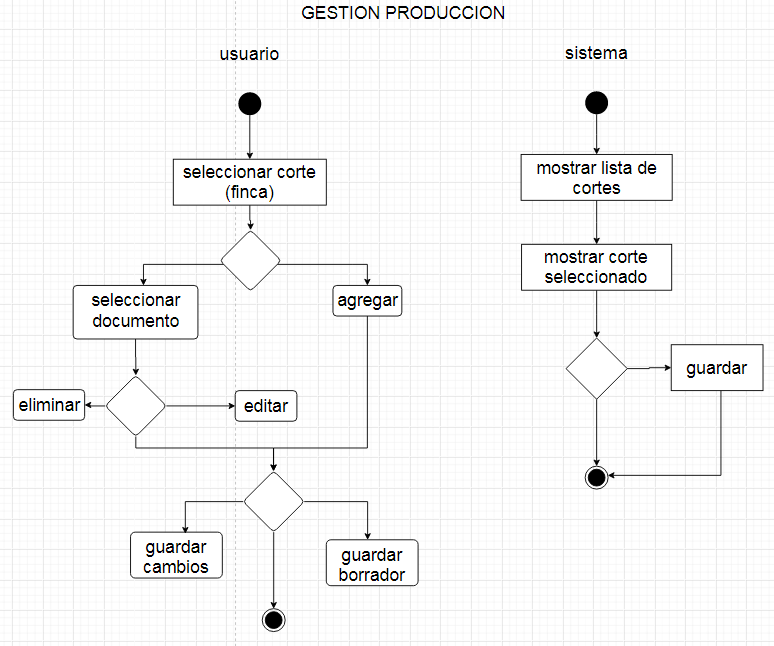 GESTION PRODUCCION
usuario
sistema
seleccionar corte
(finca)
mostrar lista de
cortes
mostrar corte
seleccionado
seleccionar
documento
agregar
guardar
eliminar
editar
guardar
cambios
guardar
borrador